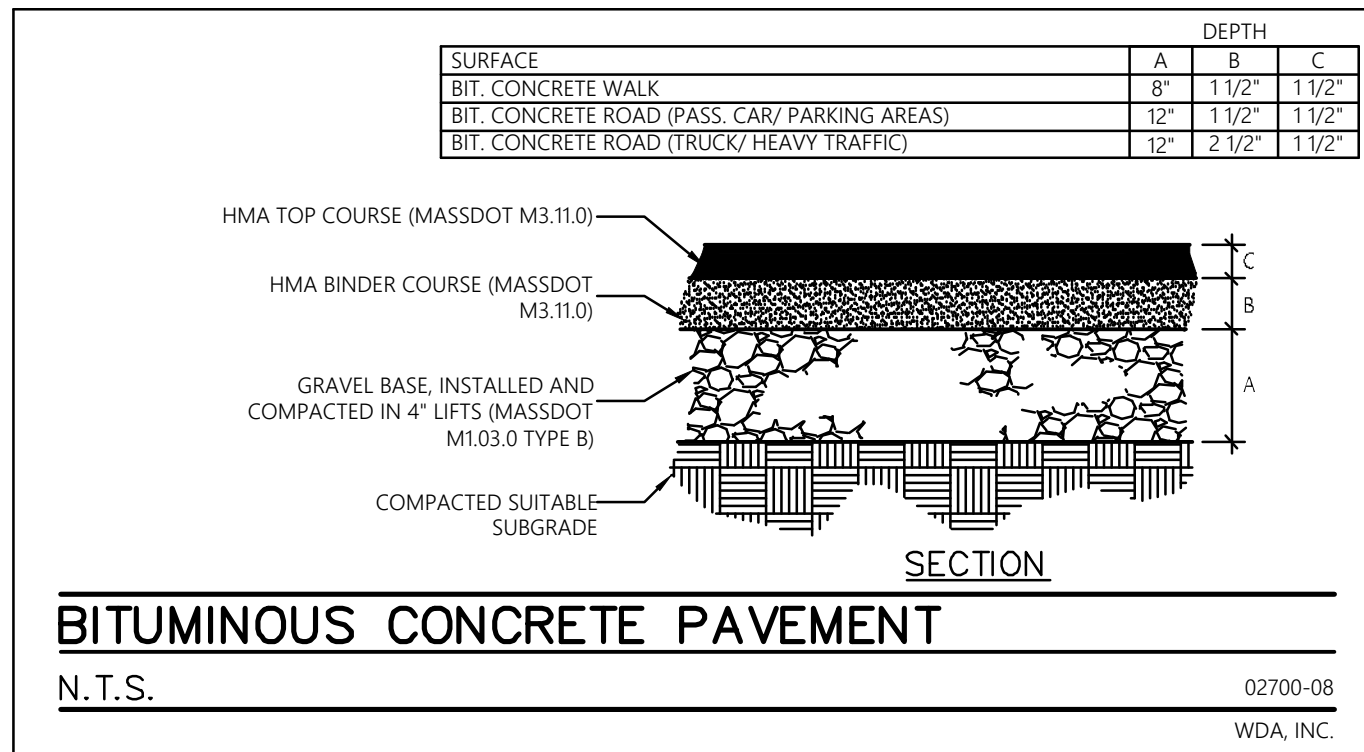 DEPTH
SURFACE A B C
BIT. CONCRETE WALK 8" 1 1/2" 1 1/2"
BIT. CONCRETE ROAD (PASS. CAR/ PARKING AREAS) 12" 1 1/2" 1 1/2"
BIT. CONCRETE ROAD (TRUCK/ HEAVY TRAFFIC) 12" 2 1/2" 1 1/2"
HMA TOP COURSE (MASSDOT M3.11.0)
C
HMA BINDER COURSE (MASSDOT
M3.11.0)
B
GRAVEL BASE, INSTALLED AND
COMPACTED IN 4" LIFTS (MASSDOT
M1.03.0 TYPE B)
A
COMPACTED SUITABLE
SUBGRADE
SECTION
BITUMINOUS CONCRETE PAVEMENT
N.T.S.
02700-08
WDA, INC.